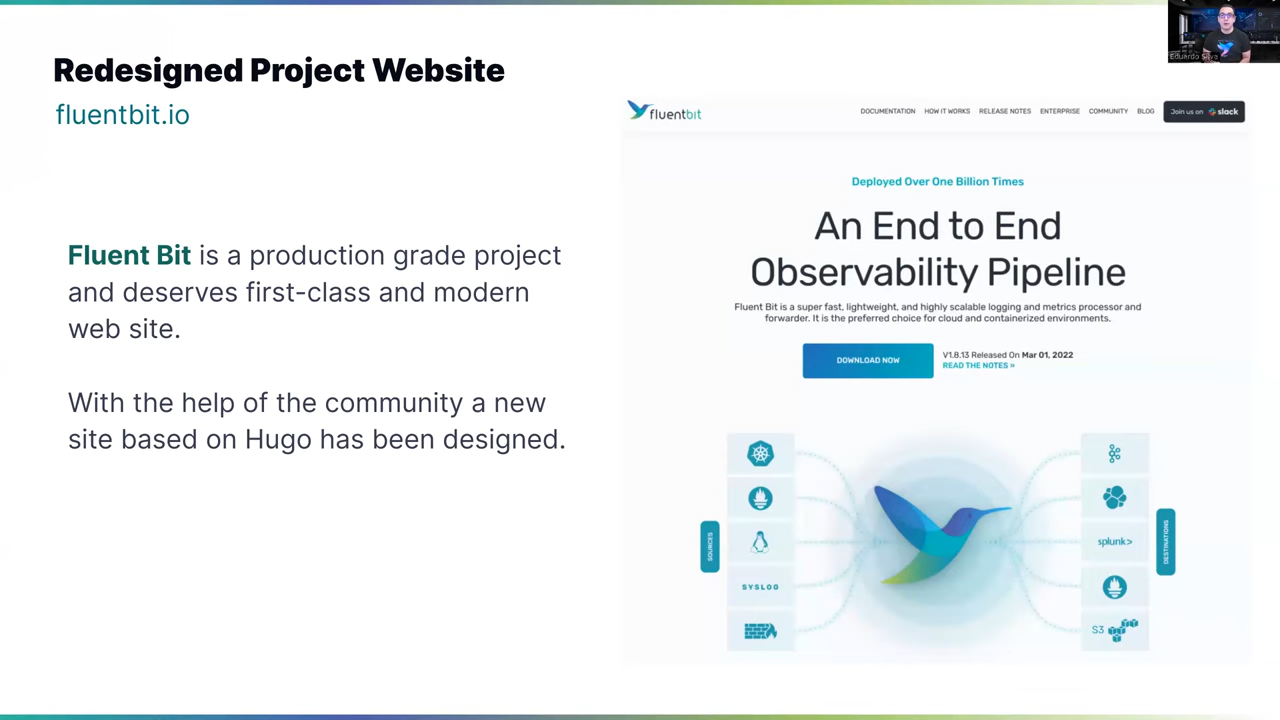 Redesigned Project Website
fluentbit.io
Fluent Bit is a production grade project
and deserves first-class and modern
web site.
With the help of the community a new
site based on Hugo has been designed.
Eduardo Silva
fluentbit
DOCUMENTATION HOW IT WORKS RELEASE NOTES ENTERPRISE COMMUNITY BLOG Join us on slack
Deployed Over One Billion Times
An End to End
Observability Pipeline
Fluent Bit is a super fast, lightweight, and highly scalable logging and metrics processor and
forwarder. It is the preferred choice for cloud and containerized environments.
DOWNLOAD NOW
V1.8.13 Released On Mar 01, 2022
READ THE NOTES »
SOURCES
SYSLOG
splunk>
S3
DESTINATIONS